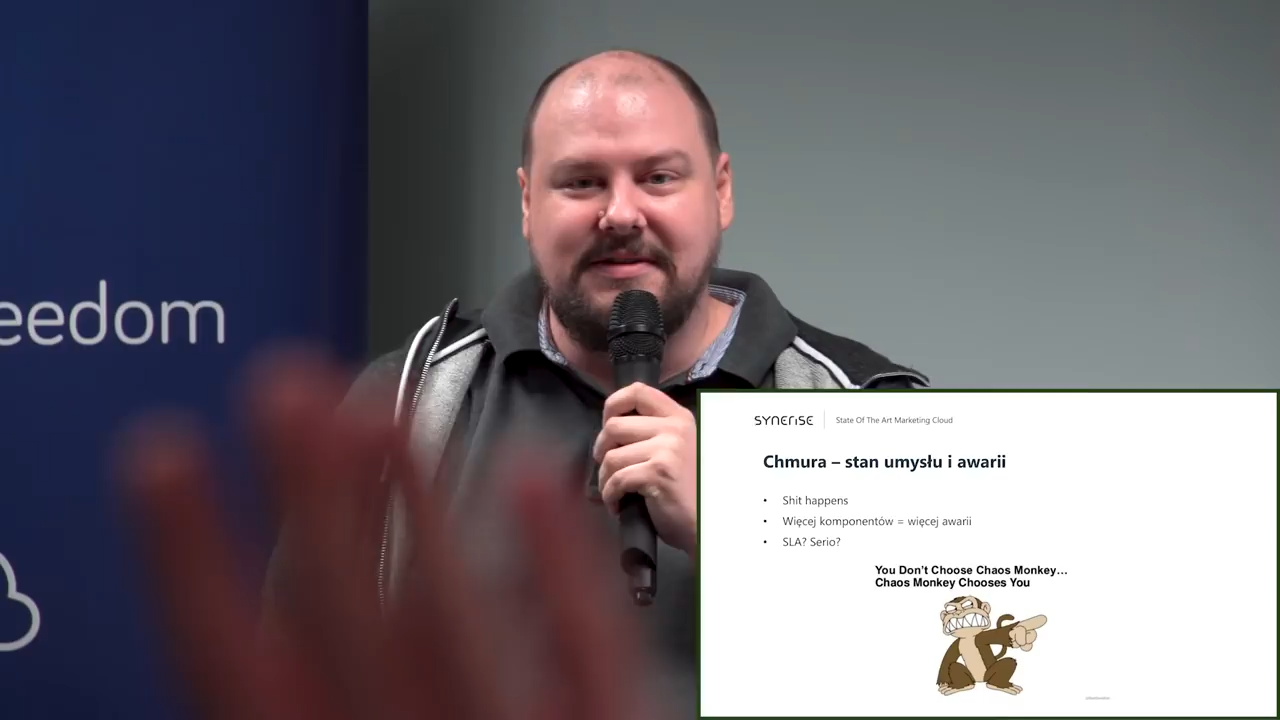 eedom
SYNERISE
State Of The Art Marketing Cloud
Chmura – stan umysłu i awarii
• Shit happens
• Więcej komponentów = więcej awarii
• SLA? Serio?
You Don't Choose Chaos Monkey…
Chaos Monkey Chooses You